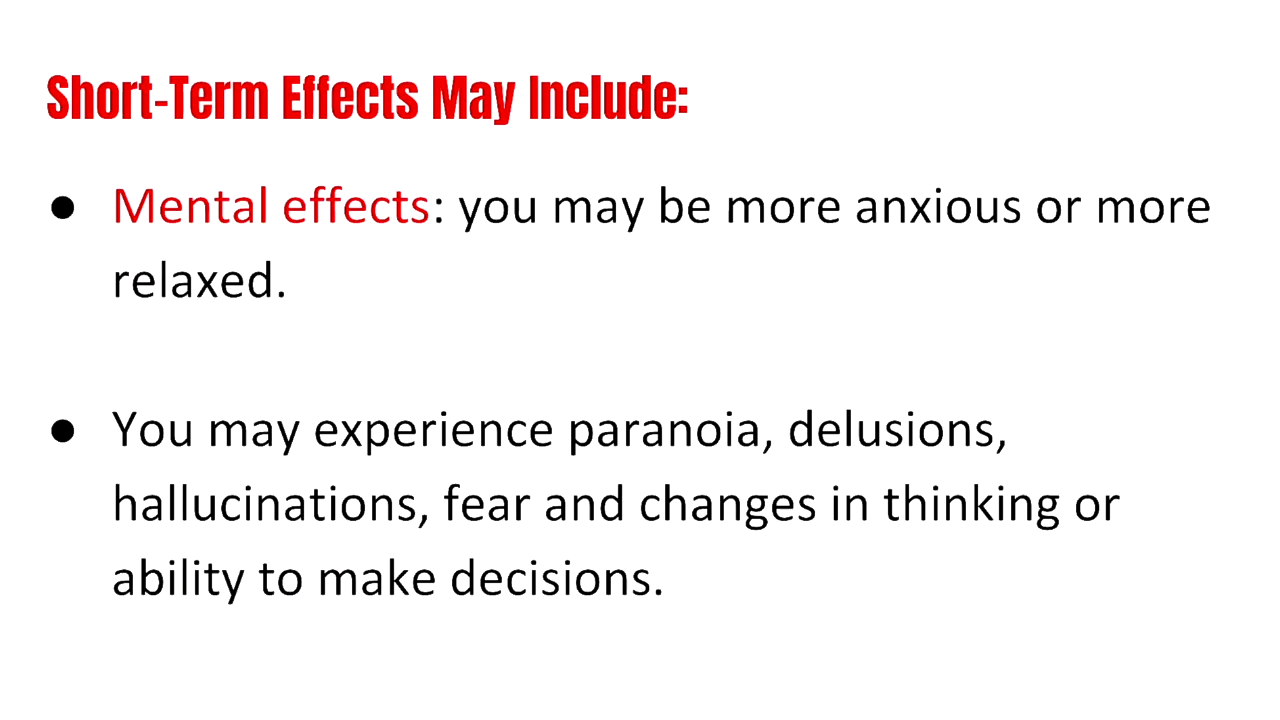 Short-Term Effects May Include:
● Mental effects: you may be more anxious or more
relaxed.
● You may experience paranoia, delusions,
hallucinations, fear and changes in thinking or
ability to make decisions.